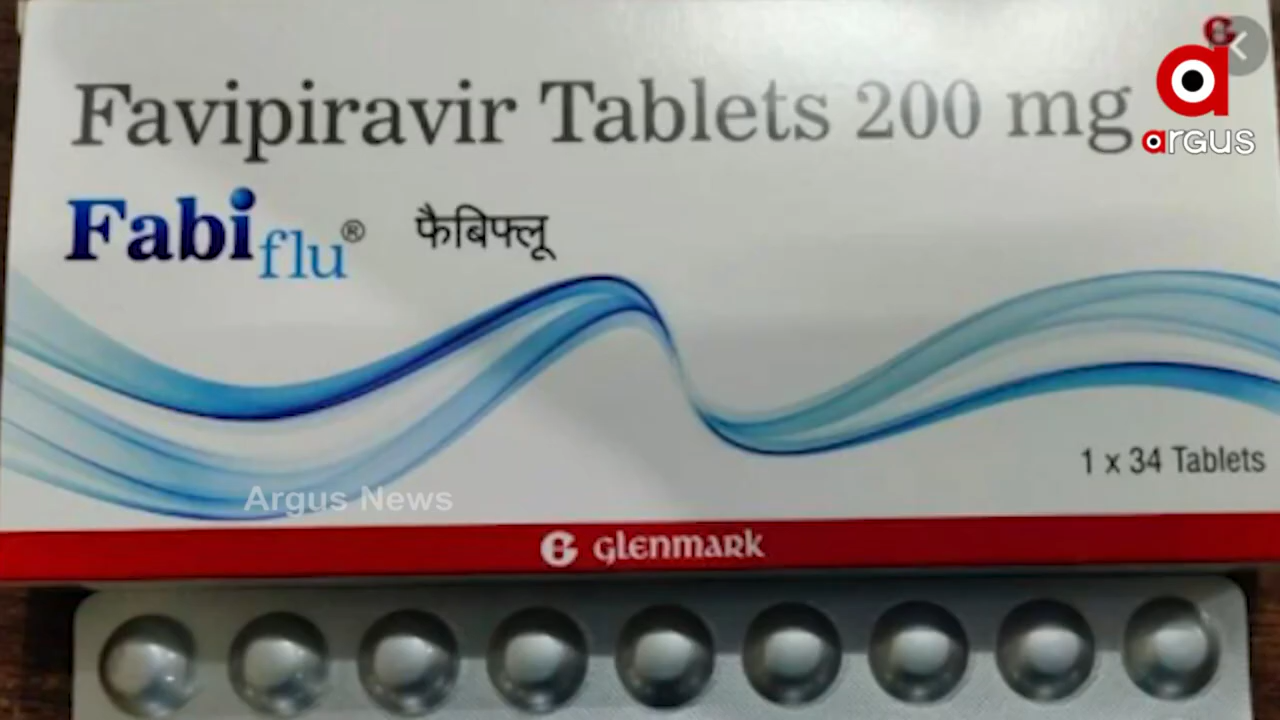 Favipiravir Tablets 200 mg
argus
Fabiflu® फैबिफ्लू
1 x 34 Tablets
Argus News
glenmark